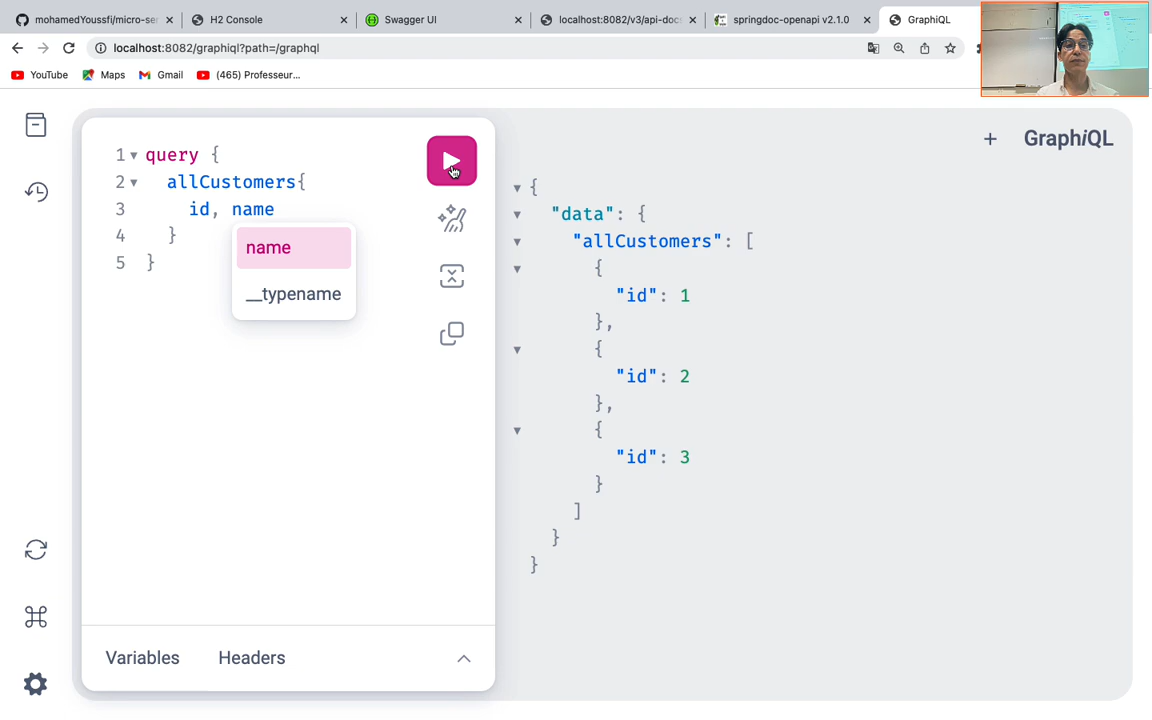 mohamedYoussfi/micro-se
H2 Console
Swagger UI
localhost:8082/v3/api-doc
springdoc-openapi v2.1.0
GraphiQL
localhost:8082/graphiql?path=/graphql
YouTube
Maps
Gmail
(465) Professeur...
1 query {
2 allCustomers{
3 id, name
4 }
5 }
name
__typename
Variables
Headers
+ GraphiQL
{
"data": {
"allCustomers": [
{
"id": 1
},
{
"id": 2
},
{
"id": 3
}
]
}
}